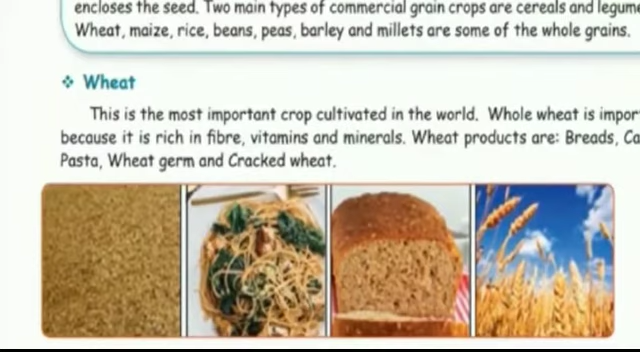 encloses the seed. Two main types of commercial grain crops are cereals and
Wheat, maize, rice, beans, peas, barley and millets are some of the whole grains.
❖ Wheat
This is the most important crop cultivated in the world. Whole wheat is
because it is rich in fibre, vitamins and minerals. Wheat products are: Breads,
Pasta, Wheat germ and Cracked wheat.